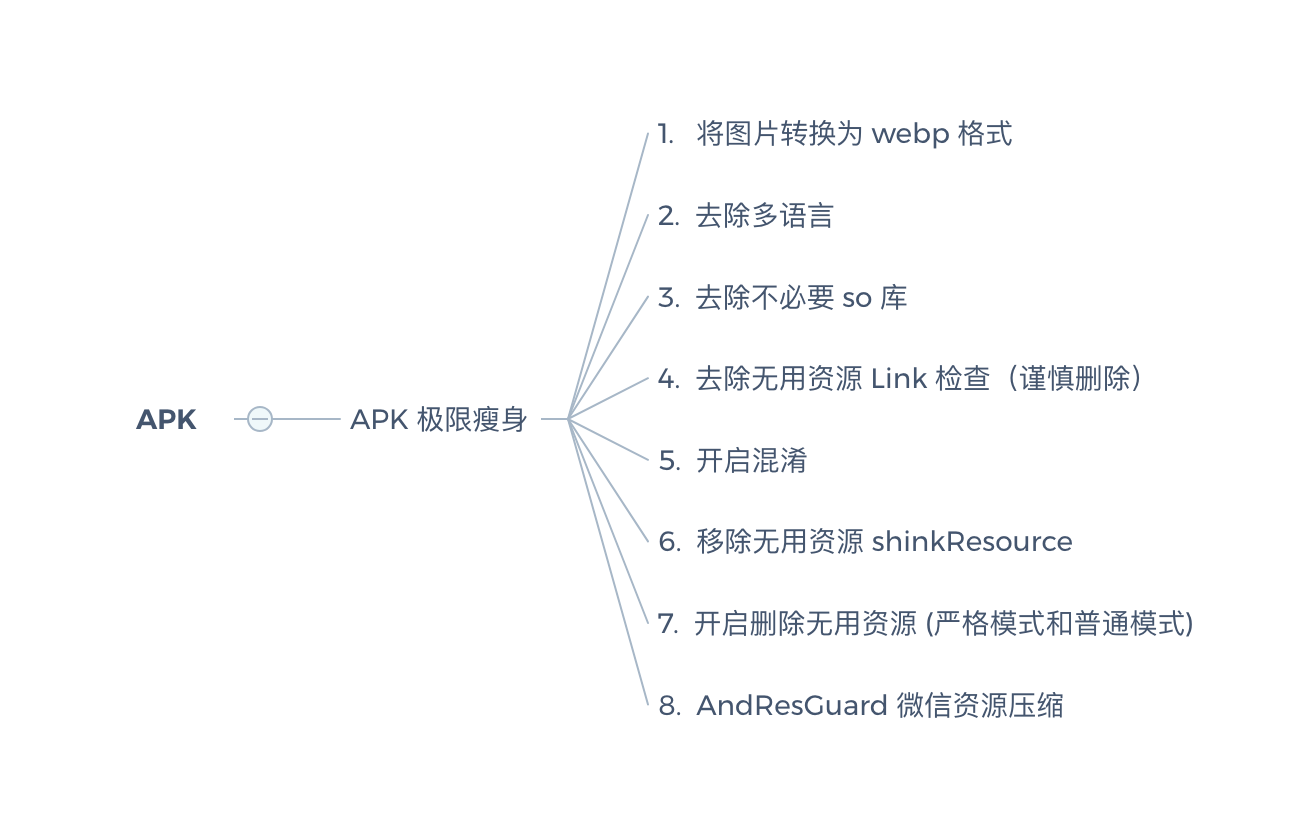 APK
APK 极限瘦身
1. 将图片转换为 webp 格式
2. 去除多语言
3. 去除不必要 so 库
4. 去除无用资源 Link 检查（谨慎删除）
5. 开启混淆
6. 移除无用资源 shinkResource
7. 开启删除无用资源 (严格模式和普通模式)
8. AndResGuard 微信资源压缩